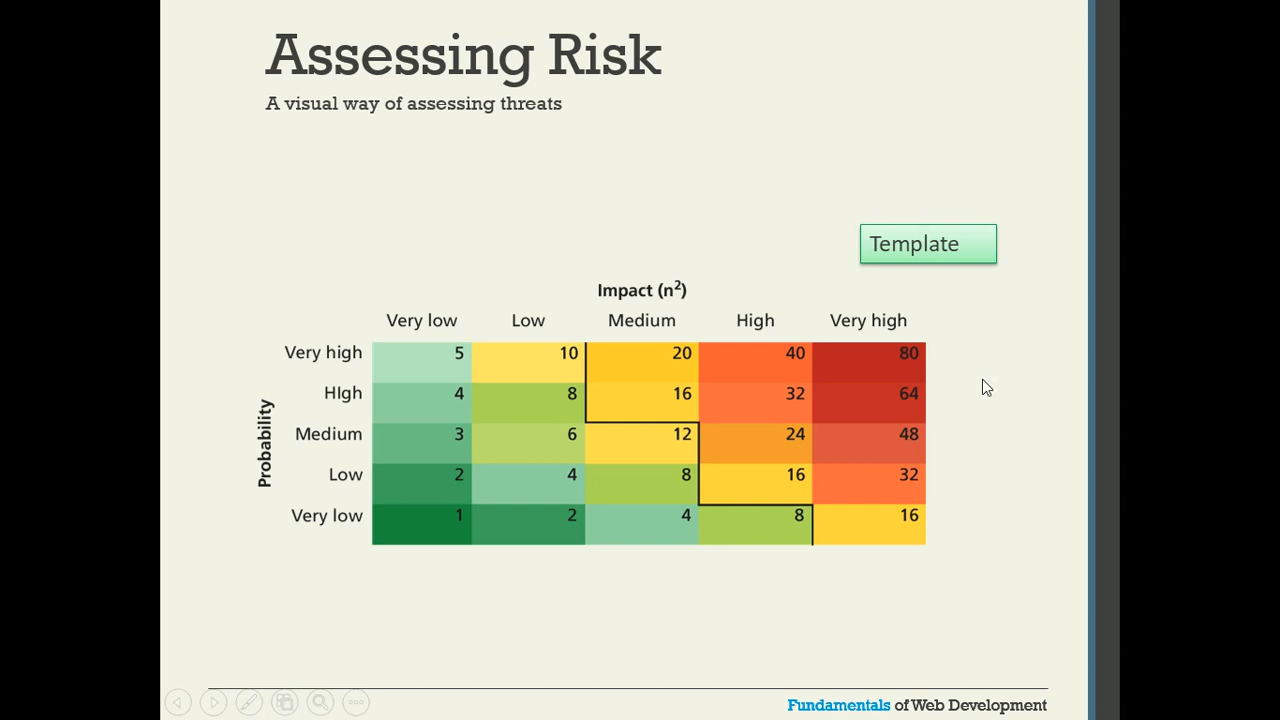 Assessing Risk
A visual way of assessing threats
Template
Impact (n²)
Very low Low Medium High Very high
Probability
Very high 5 10 20 40 80
HIgh 4 8 16 32 64
Medium 3 6 12 24 48
Low 2 4 8 16 32
Very low 1 2 4 8 16
Fundamentals of Web Development